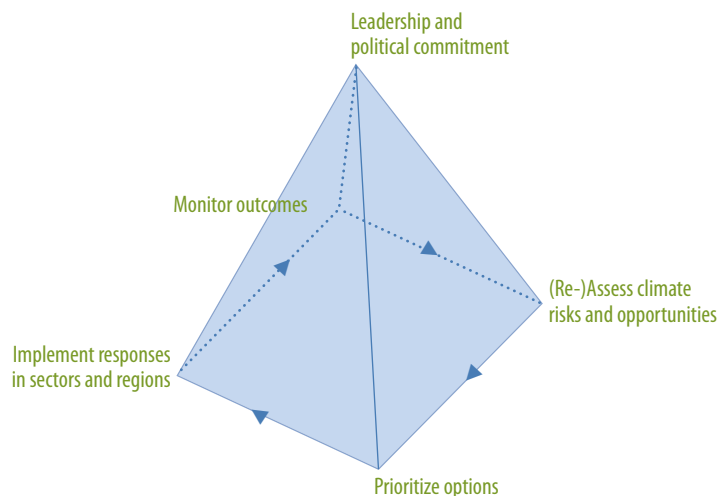 Leadership and
political commitment
Monitor outcomes
(Re-)Assess climate
risks and opportunities
Implement responses
in sectors and regions
Prioritize options